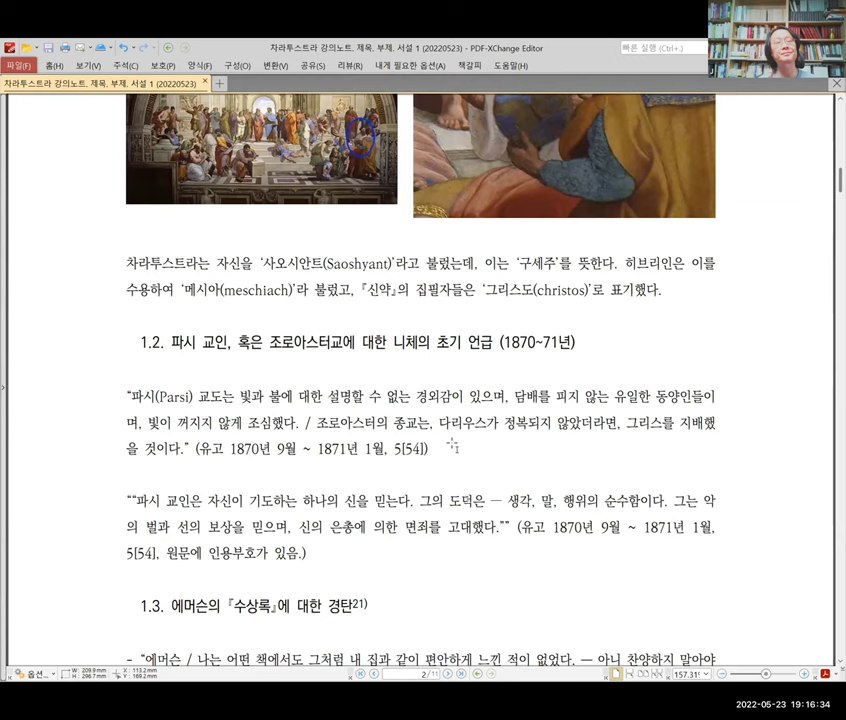 차라투스트라 강의노트, 제목, 부제, 서설 1 (20220523) - PDF-XChange Editor
빠른 실행 (Ctrl+.)
파일(F) 홈(H) 보기(V) 주석(C) 보호(P) 양식(F) 구성(O) 변환(V) 공유(S) 리뷰(R) 내게 필요한 옵션(A) 책갈피 도움말(H)
차라투스트라 강의노트, 제목, 부제, 서설 1 (20220523)
차라투스트라는 자신을 ‘사오시안트(Saoshyant)’라고 불렀는데, 이는 ‘구세주’를 뜻한다. 히브리인은 이를
수용하여 ‘메시아(meschiach)’라 불렀고, 『신약』의 집필자들은 ‘그리스도(christos)’로 표기했다.
1.2. 파시 교인, 혹은 조로아스터교에 대한 니체의 초기 언급 (1870~71년)
“파시(Parsi) 교도는 빛과 불에 대한 설명할 수 없는 경외감이 있으며, 담배를 피지 않는 유일한 동양인들이
며, 빛이 꺼지지 않게 조심했다. / 조로아스터의 종교는, 다리우스가 정복되지 않았더라면, 그리스를 지배했
을 것이다.” (유고 1870년 9월 ~ 1871년 1월, 5[54])
““파시 교인은 자신이 기도하는 하나의 신을 믿는다. 그의 도덕은 — 생각, 말, 행위의 순수함이다. 그는 악
의 벌과 선의 보상을 믿으며, 신의 은총에 의한 면죄를 고대했다.”” (유고 1870년 9월 ~ 1871년 1월,
5[54], 원문에 인용부호가 있음.)
1.3. 에머슨의 『수상록』에 대한 경탄21)
- “에머슨 / 나는 어떤 책에서도 그처럼 내 집과 같이 편안하게 느낀 적이 없었다. — 아니 찬양하지 말아야
옵션...
W: 209.9mm
H: 296.7mm
X: 113.2mm
Y: 169.2mm
2/11
157.31%
2022-05-23 19:16:34